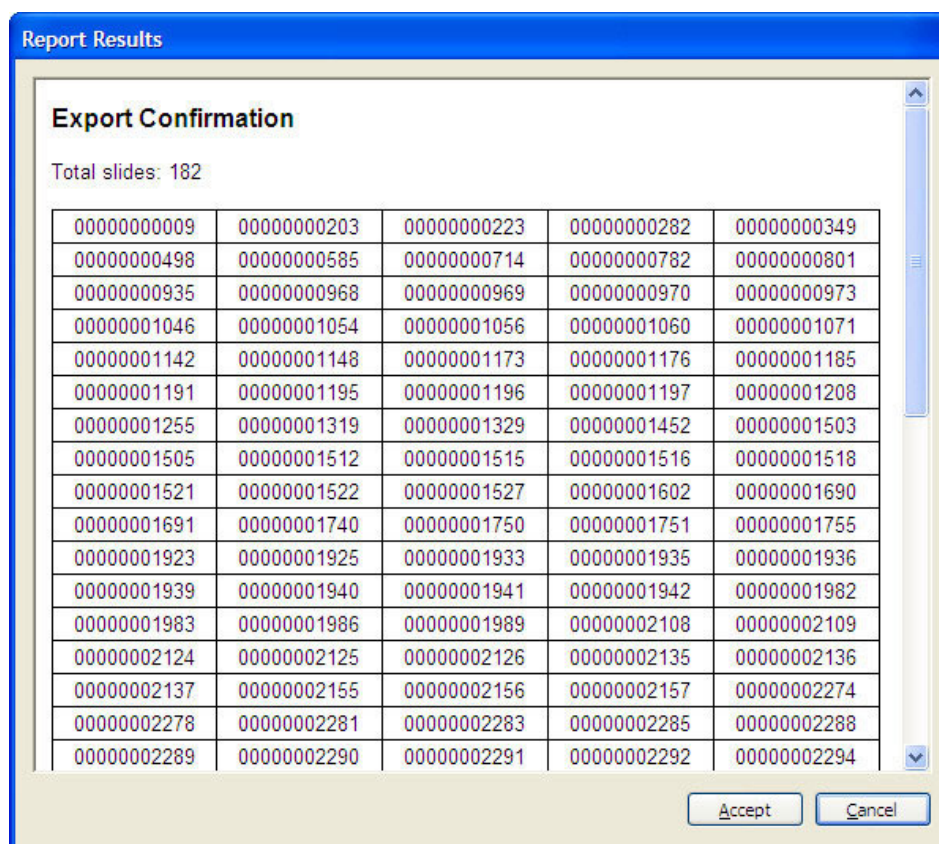 Report Results
Export Confirmation
Total slides: 182
00000000009 00000000203 00000000223 00000000282 00000000349
00000000498 00000000585 00000000714 00000000782 00000000801
00000000935 00000000968 00000000969 00000000970 00000000973
00000001046 00000001054 00000001056 00000001060 00000001071
00000001142 00000001148 00000001173 00000001176 00000001185
00000001191 00000001195 00000001196 00000001197 00000001208
00000001255 00000001319 00000001329 00000001452 00000001503
00000001505 00000001512 00000001515 00000001516 00000001518
00000001521 00000001522 00000001527 00000001602 00000001690
00000001691 00000001740 00000001750 00000001751 00000001755
00000001923 00000001925 00000001933 00000001935 00000001936
00000001939 00000001940 00000001941 00000001942 00000001982
00000001983 00000001986 00000001989 00000002108 00000002109
00000002124 00000002125 00000002126 00000002135 00000002136
00000002137 00000002155 00000002156 00000002157 00000002274
00000002278 00000002281 00000002283 00000002285 00000002288
00000002289 00000002290 00000002291 00000002292 00000002294
Accept Cancel